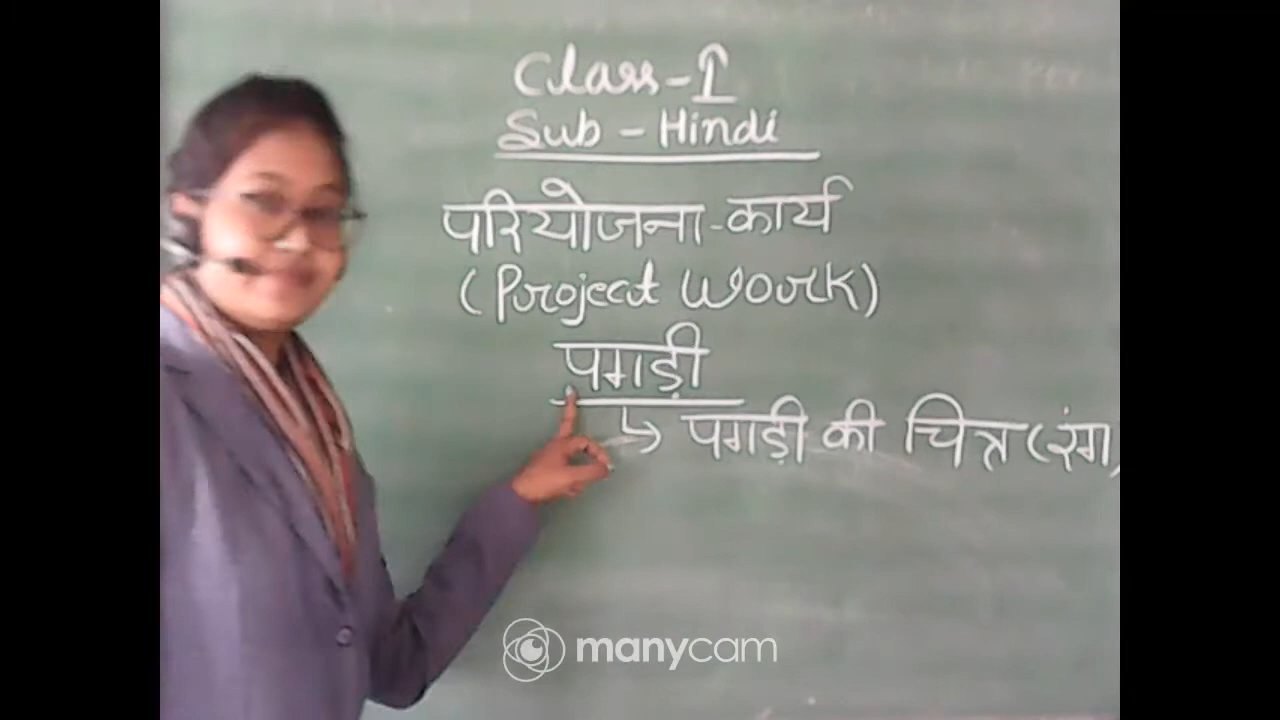 Class-I
Sub - Hindi
परियोजना-कार्य
(Project Work)
पगड़ी
↳ पगड़ी की चित्र (रंग)
manycam